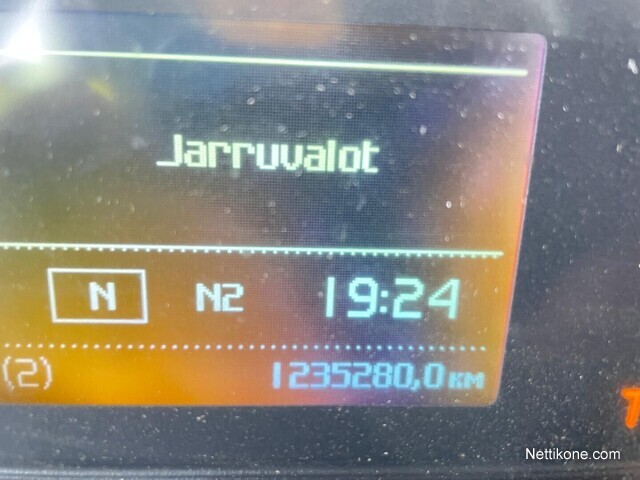 Jarruvalot
N N2 19:24
(2) 1235280,0 KM
Nettikone.com